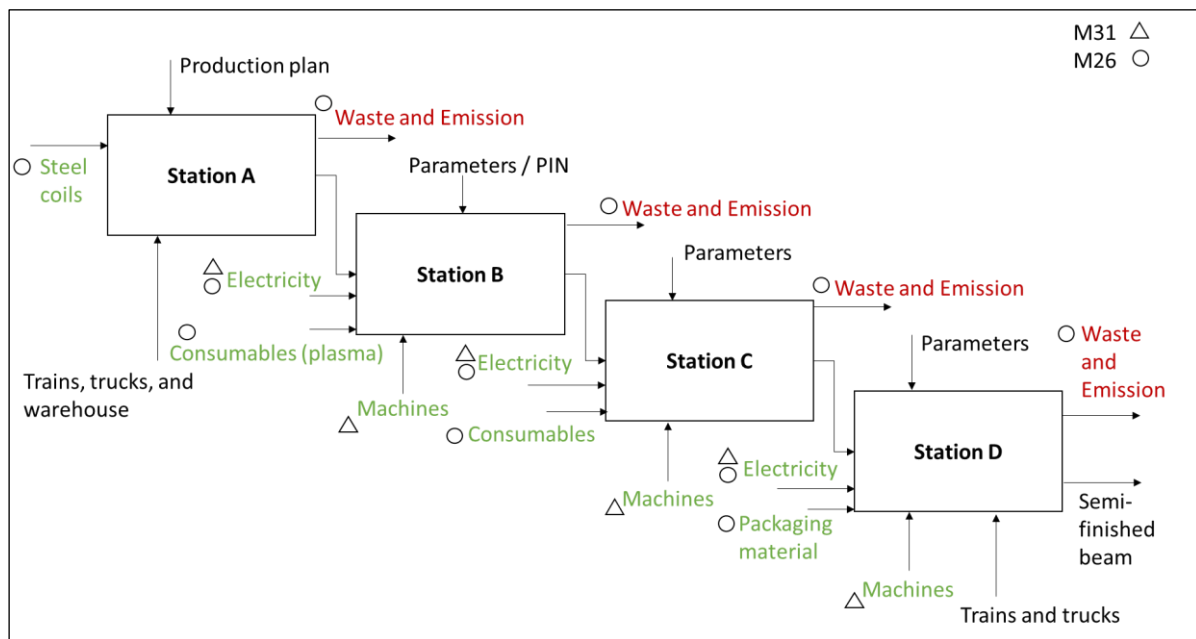 M31
M26
Production plan
Waste and Emission
Steel
coils
Station A
Parameters / PIN
Waste and Emission
Electricity
Station B
Parameters
Consumables (plasma)
Waste and Emission
Trains, trucks, and
warehouse
Electricity
Station C
Parameters
Waste
and
Emission
Machines
Consumables
Station D
Electricity
Machines
Packaging
material
Semi-
finished
beam
Machines
Trains and trucks